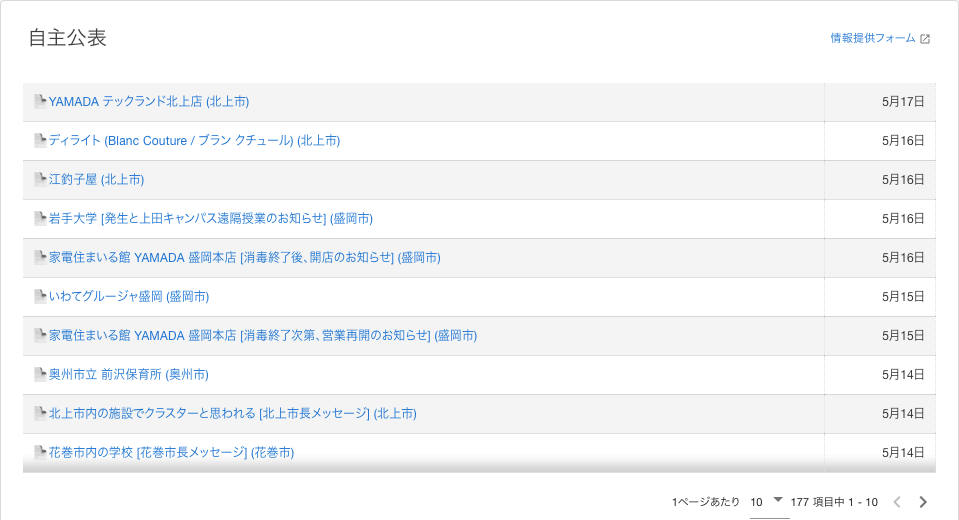 自主公表
情報提供フォーム
YAMADA テックランド北上店 (北上市) 5月17日
ディライト (Blanc Couture / ブラン クチュール) (北上市) 5月16日
江釣子屋 (北上市) 5月16日
岩手大学 [発生と上田キャンパス遠隔授業のお知らせ] (盛岡市) 5月16日
家電住まいる館 YAMADA 盛岡本店 [消毒終了後、開店のお知らせ] (盛岡市) 5月16日
いわてグルージャ盛岡 (盛岡市) 5月15日
家電住まいる館 YAMADA 盛岡本店 [消毒終了次第、営業再開のお知らせ] (盛岡市) 5月15日
奥州市立 前沢保育所 (奥州市) 5月14日
北上市内の施設でクラスターと思われる [北上市長メッセージ] (北上市) 5月14日
花巻市内の学校 [花巻市長メッセージ] (花巻市) 5月14日
1ページあたり 10 177 項目中 1 - 10